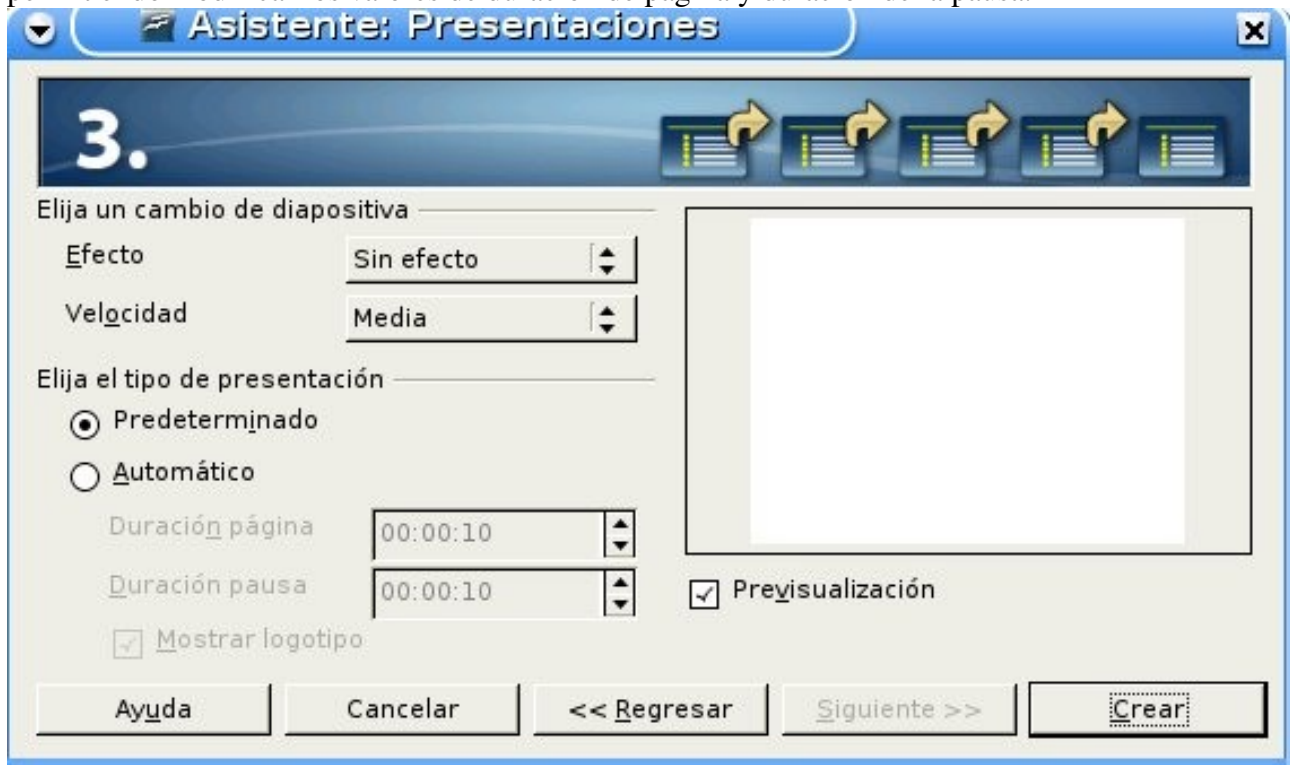 Asistente: Presentaciones
3.
Elija un cambio de diapositiva
Efecto Sin efecto
Velocidad Media
Elija el tipo de presentación
Predeterminado
Automático
Duración página 00:00:10
Duración pausa 00:00:10
Previsualización
Mostrar logotipo
Ayuda Cancelar << Regresar Siguiente >> Crear